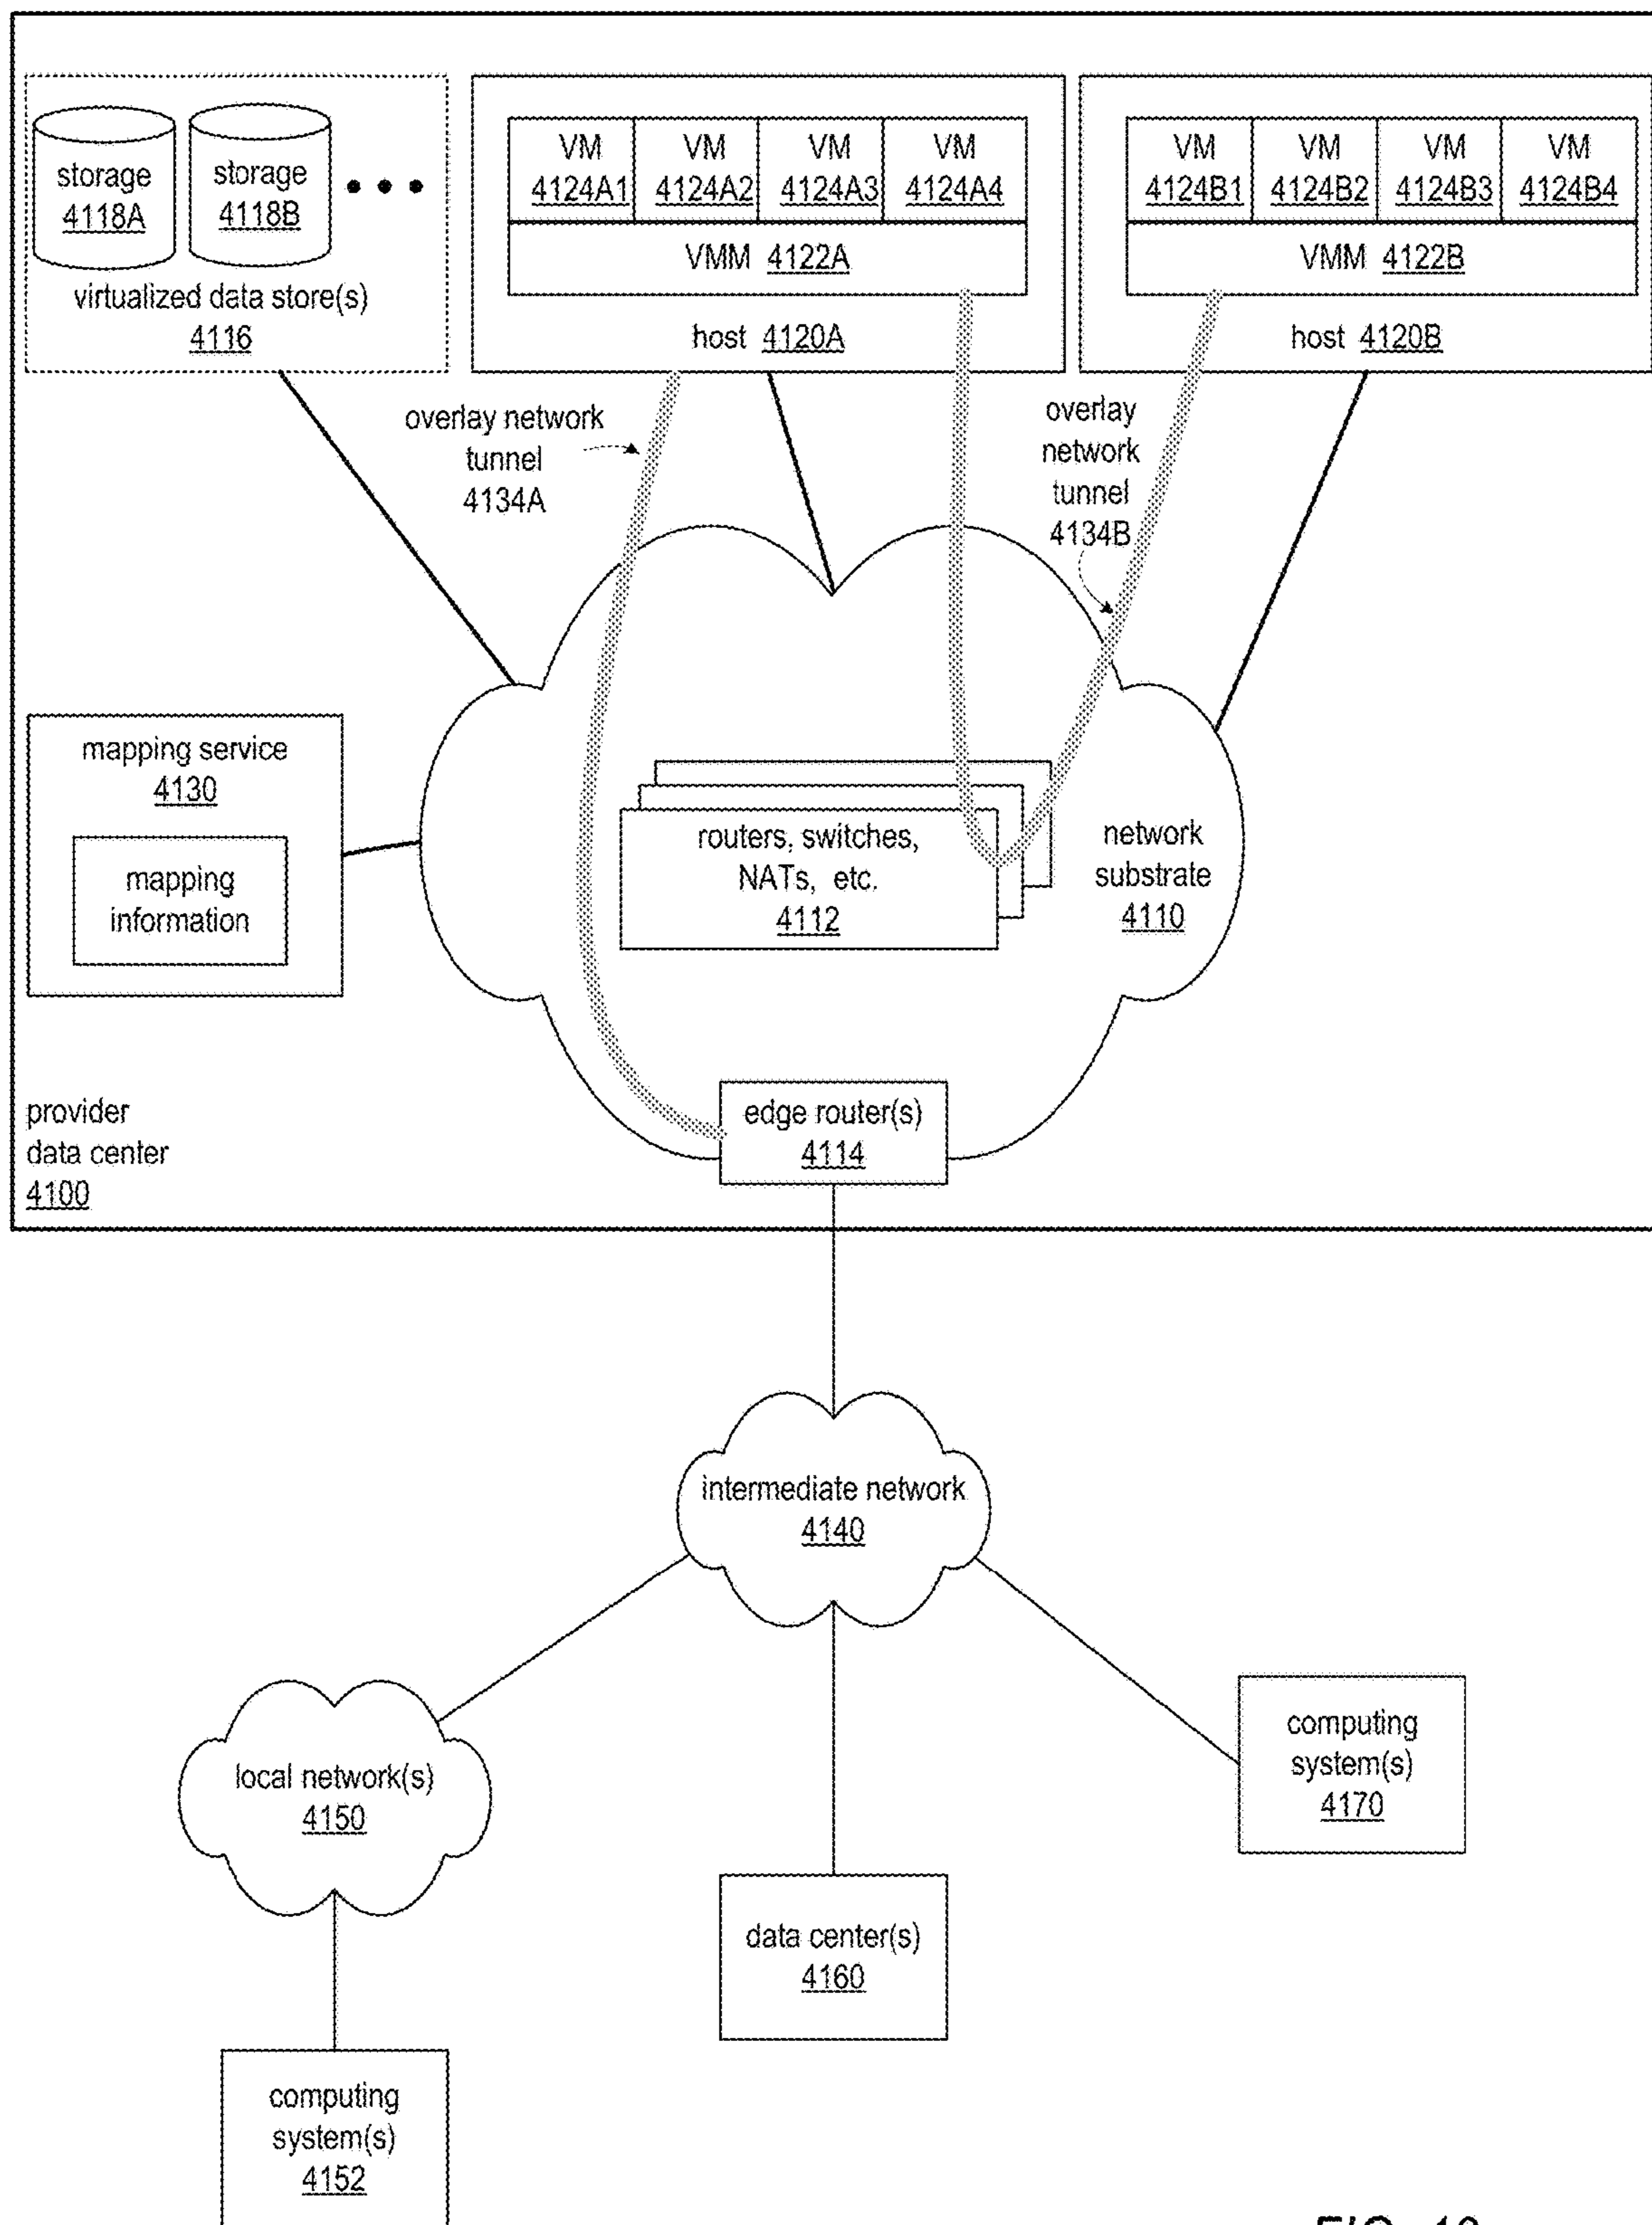 storage
4118A
storage
4118B
virtualized data store(s)
4116
VM
4124A1
VM
4124A2
VM
4124A3
VM
4124A4
VMM 4122A
host 4120A
VM
4124B1
VM
4124B2
VM
4124B3
VM
4124B4
VMM 4122B
host 4120B
overlay network
tunnel
4134A
overlay
network
tunnel
4134B
mapping service
4130
mapping
information
routers, switches,
NATs, etc.
4112
network
substrate
4110
edge router(s)
4114
provider
data center
4100
intermediate network
4140
local network(s)
4150
computing
system(s)
4170
data center(s)
4160
computing
system(s)
4152